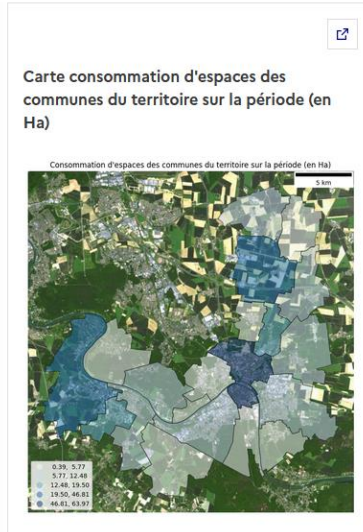 Carte consommation d'espaces des
communes du territoire sur la période (en
Ha)
Consommation d'espaces des communes du territoire sur la période (en Ha)
5 km
0.39, 5.77
5.77, 12.48
12.48, 19.50
19.50, 46.81
46.81, 63.97